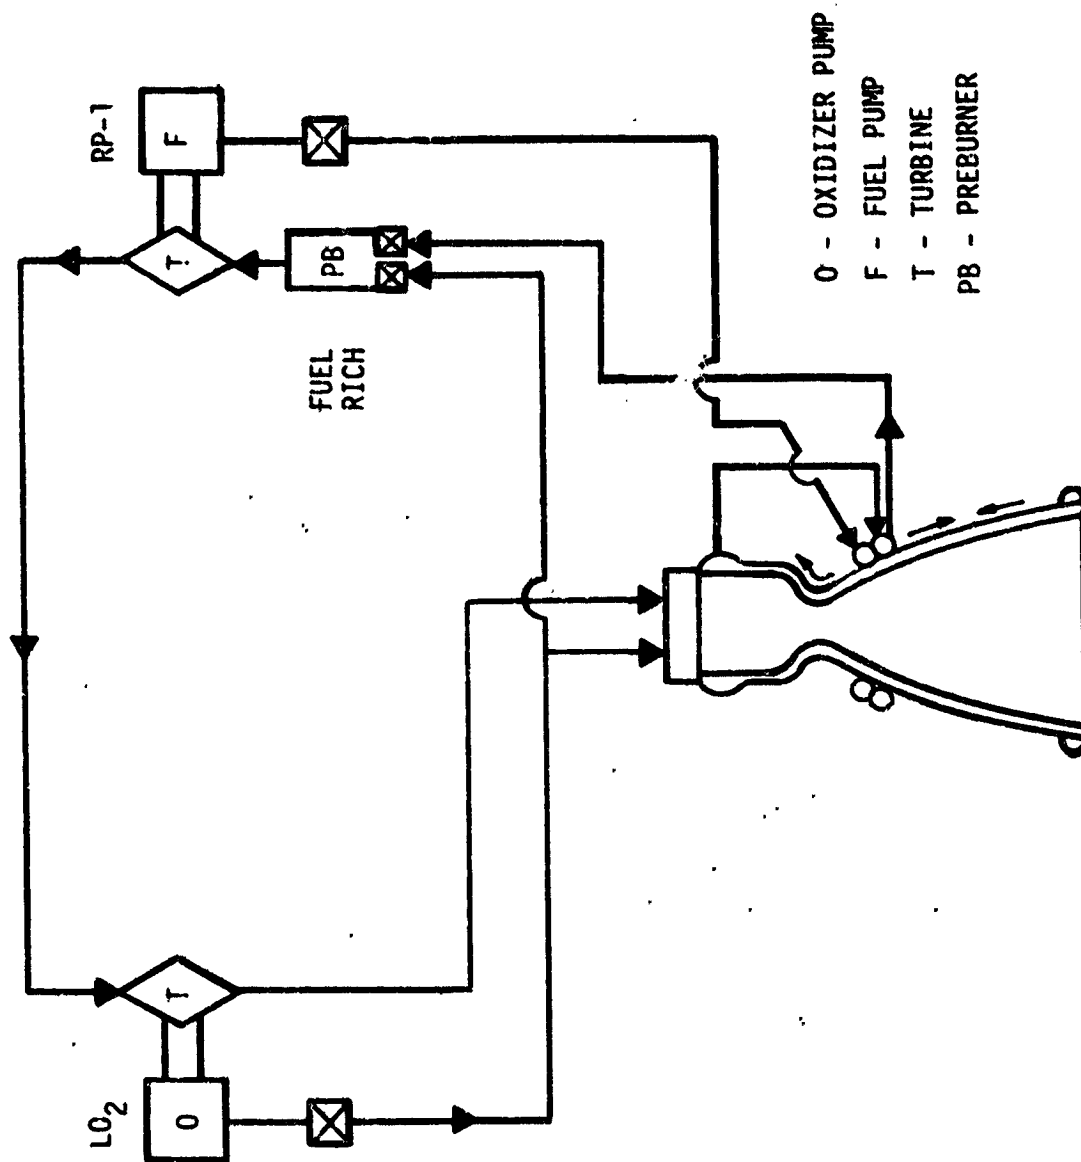 LO2
O
T
RP-1
F
T
PB
FUEL
RICH
O - OXIDIZER PUMP
F - FUEL PUMP
T - TURBINE
PB - PREBURNER